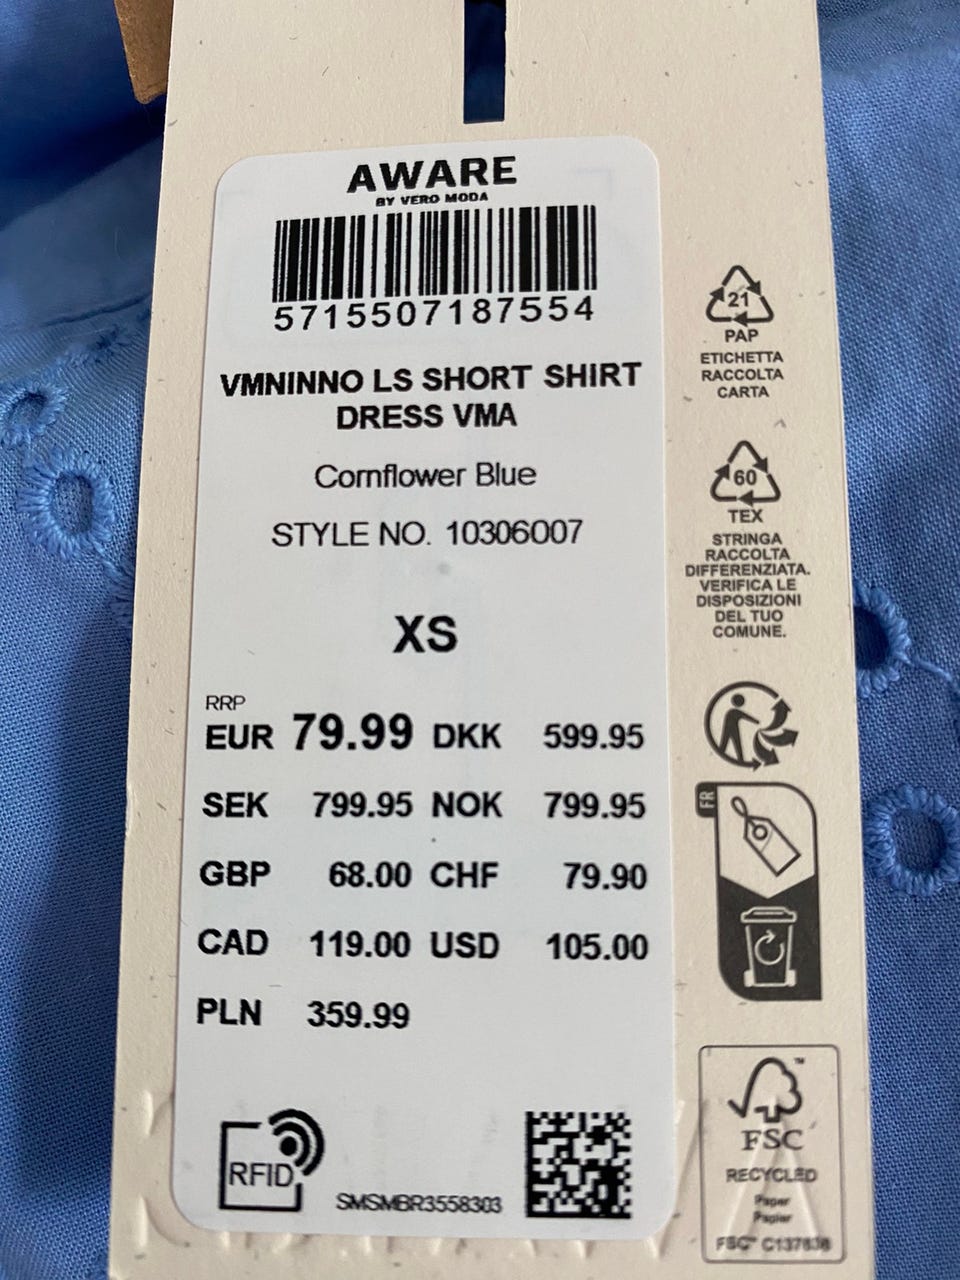 AWARE
BY VERO MODA
5715507187554
VMNINNO LS SHORT SHIRT
DRESS VMA
Cornflower Blue
STYLE NO. 10306007
XS
RRP
EUR 79.99 DKK 599.95
SEK 799.95 NOK 799.95
GBP 68.00 CHF 79.90
CAD 119.00 USD 105.00
PLN 359.99
RFID
SMSMBR3558303
21
PAP
ETICHETTA
RACCOLTA
CARTA
60
TEX
STRINGA
RACCOLTA
DIFFERENZIATA.
VERIFICA LE
DISPOSIZIONI
DEL TUO
COMUNE.
FR
FSC
RECYCLED
Paper
Papier
FSC™